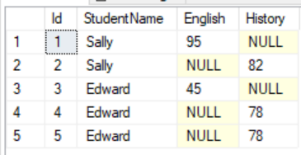 Id StudentName English History
1 1 Sally 95 NULL
2 2 Sally NULL 82
3 3 Edward 45 NULL
4 4 Edward NULL 78
5 5 Edward NULL 78